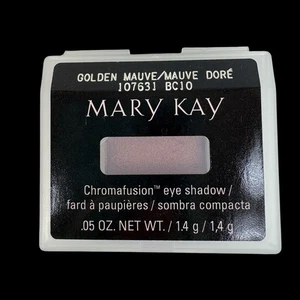 GOLDEN MAUVE/MAUVE DORÉ
107631 BC10
MARY KAY
Chromafusion™ eye shadow /
fard à paupières / sombra compacta
.05 OZ. NET WT. / 1.4 g / 1,4 g